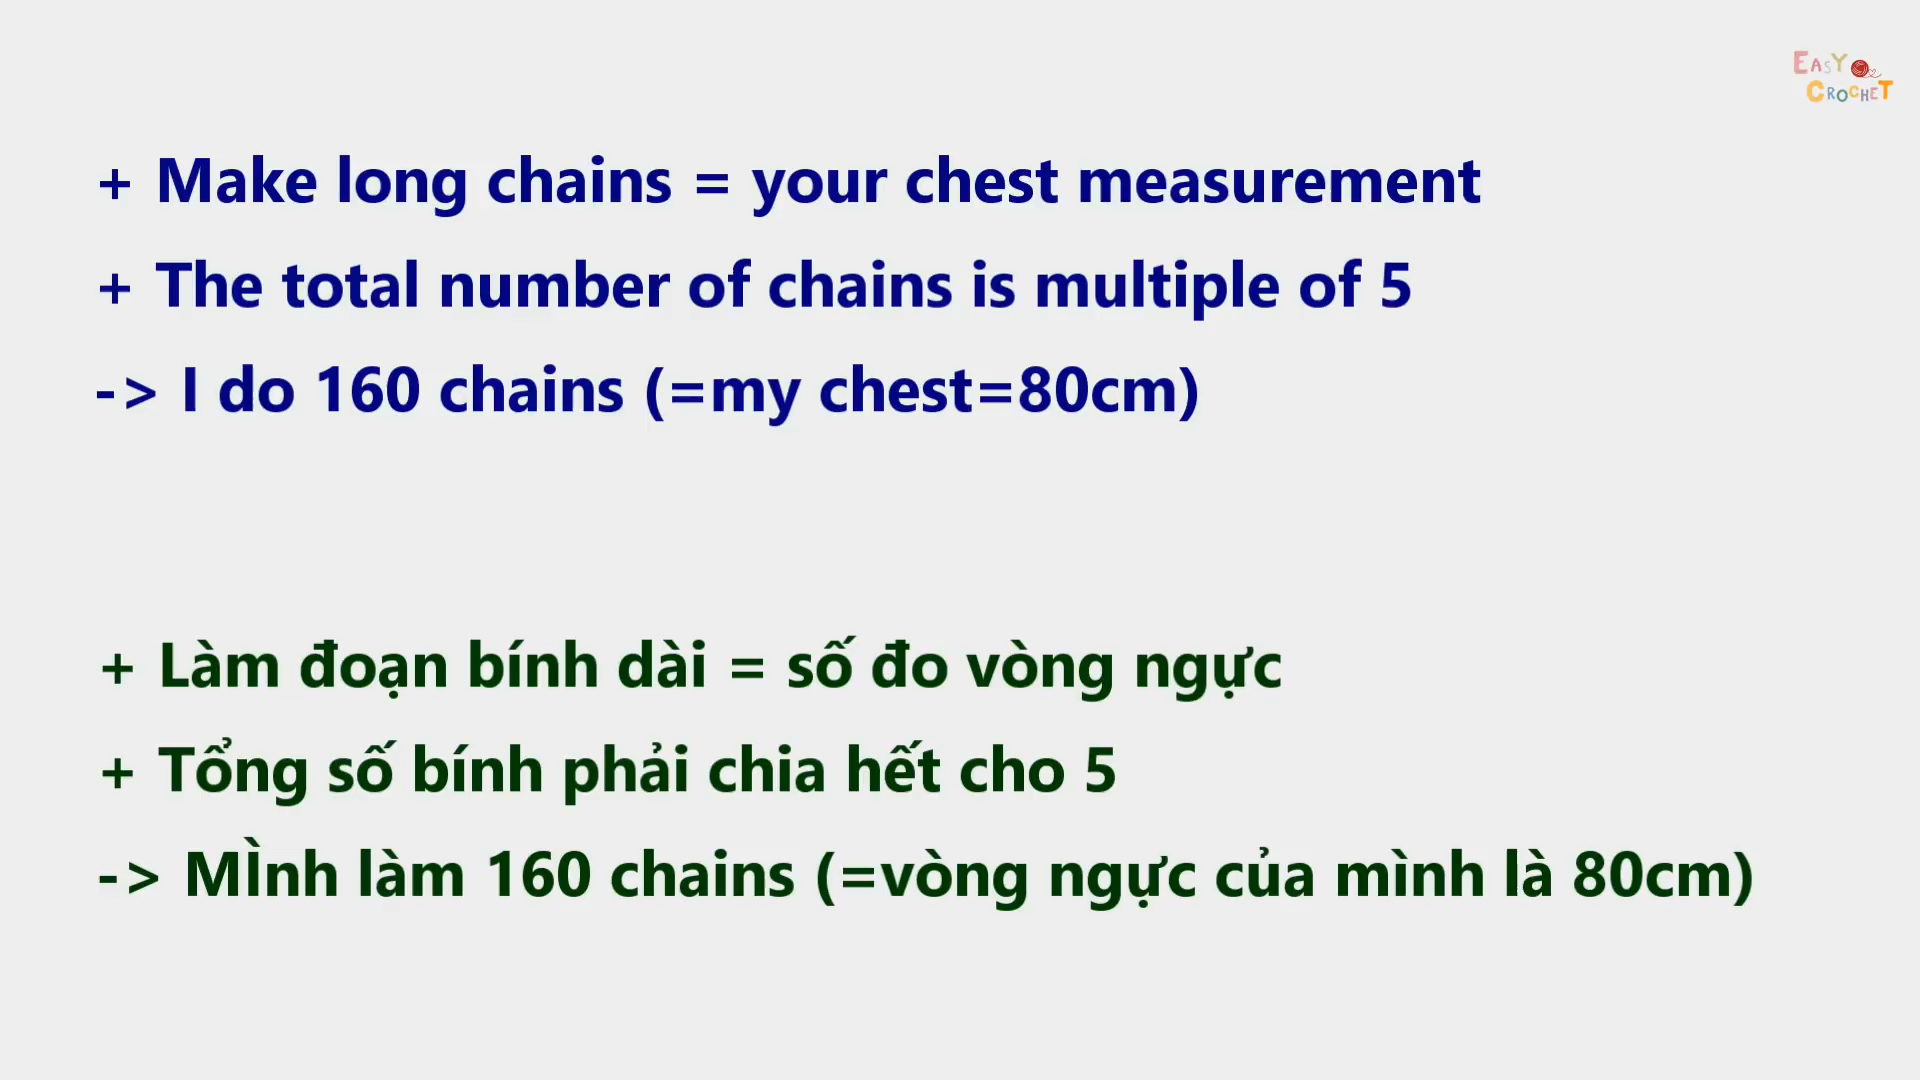 EASY
CROCHET
+ Make long chains = your chest measurement
+ The total number of chains is multiple of 5
-> I do 160 chains (=my chest=80cm)
+ Làm đoạn bính dài = số đo vòng ngực
+ Tổng số bính phải chia hết cho 5
-> MÌnh làm 160 chains (=vòng ngực của mình là 80cm)